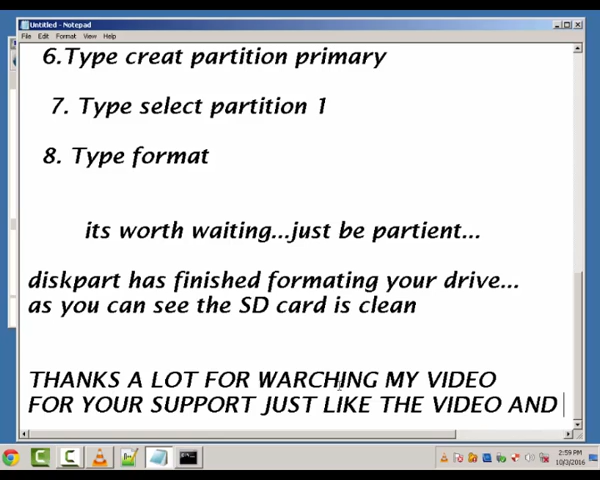 Untitled - Notepad
File Edit Format View Help
6.Type creat partition primary
7. Type select partition 1
8. Type format
its worth waiting...just be partient...
diskpart has finished formating your drive...
as you can see the SD card is clean
THANKS A LOT FOR WARCHING MY VIDEO
FOR YOUR SUPPORT JUST LIKE THE VIDEO AND
2:59 PM
10/3/2016